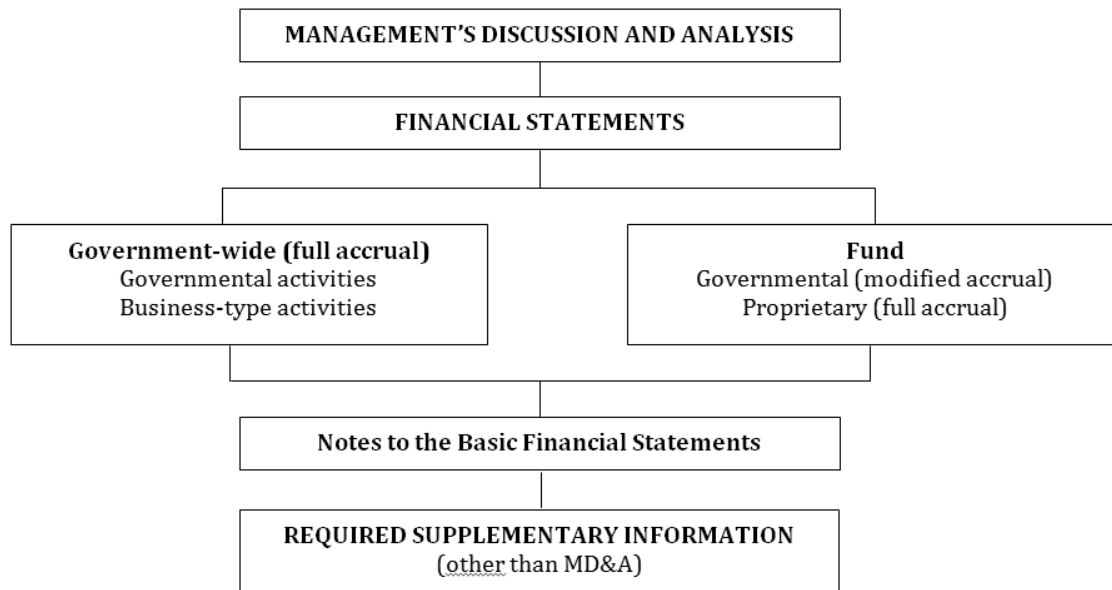 MANAGEMENT’S DISCUSSION AND ANALYSIS
FINANCIAL STATEMENTS
Government-wide (full accrual)
Governmental activities
Business-type activities
Fund
Governmental (modified accrual)
Proprietary (full accrual)
Notes to the Basic Financial Statements
REQUIRED SUPPLEMENTARY INFORMATION
(other than MD&A)